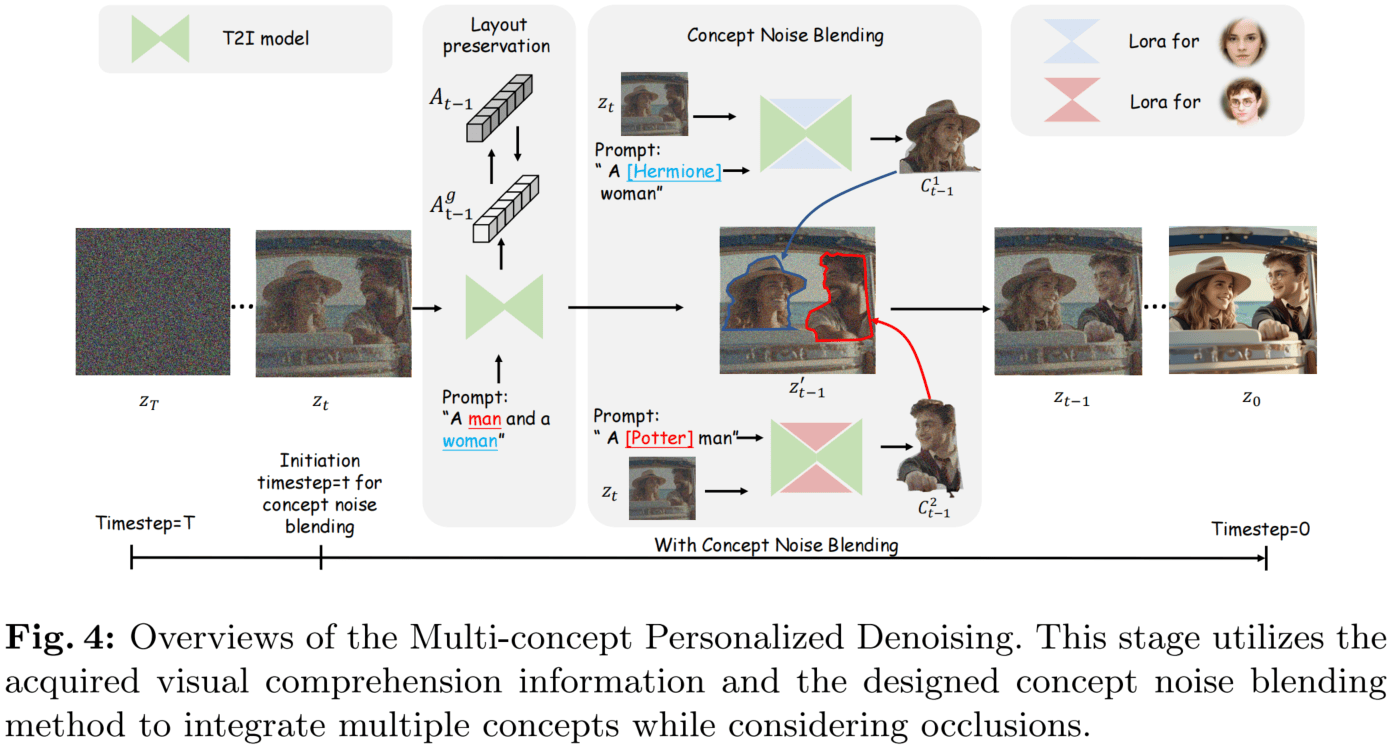 T2I model
Layout
preservation
A_{t-1}
A^g_{t-1}
Prompt:
"A man and a
woman"
Concept Noise Blending
z_t
Prompt:
" A [Hermione]
woman"
C^1_{t-1}
z'_{t-1}
Prompt:
" A [Potter] man"
z_t
C^2_{t-1}
Lora for
Lora for
z_T
z_t
z_{t-1}
z_0
...
...
Timestep=T
Initiation
timestep=t for
concept noise
blending
With Concept Noise Blending
Timestep=0
Fig. 4: Overviews of the Multi-concept Personalized Denoising. This stage utilizes the
acquired visual comprehension information and the designed concept noise blending
method to integrate multiple concepts while considering occlusions.